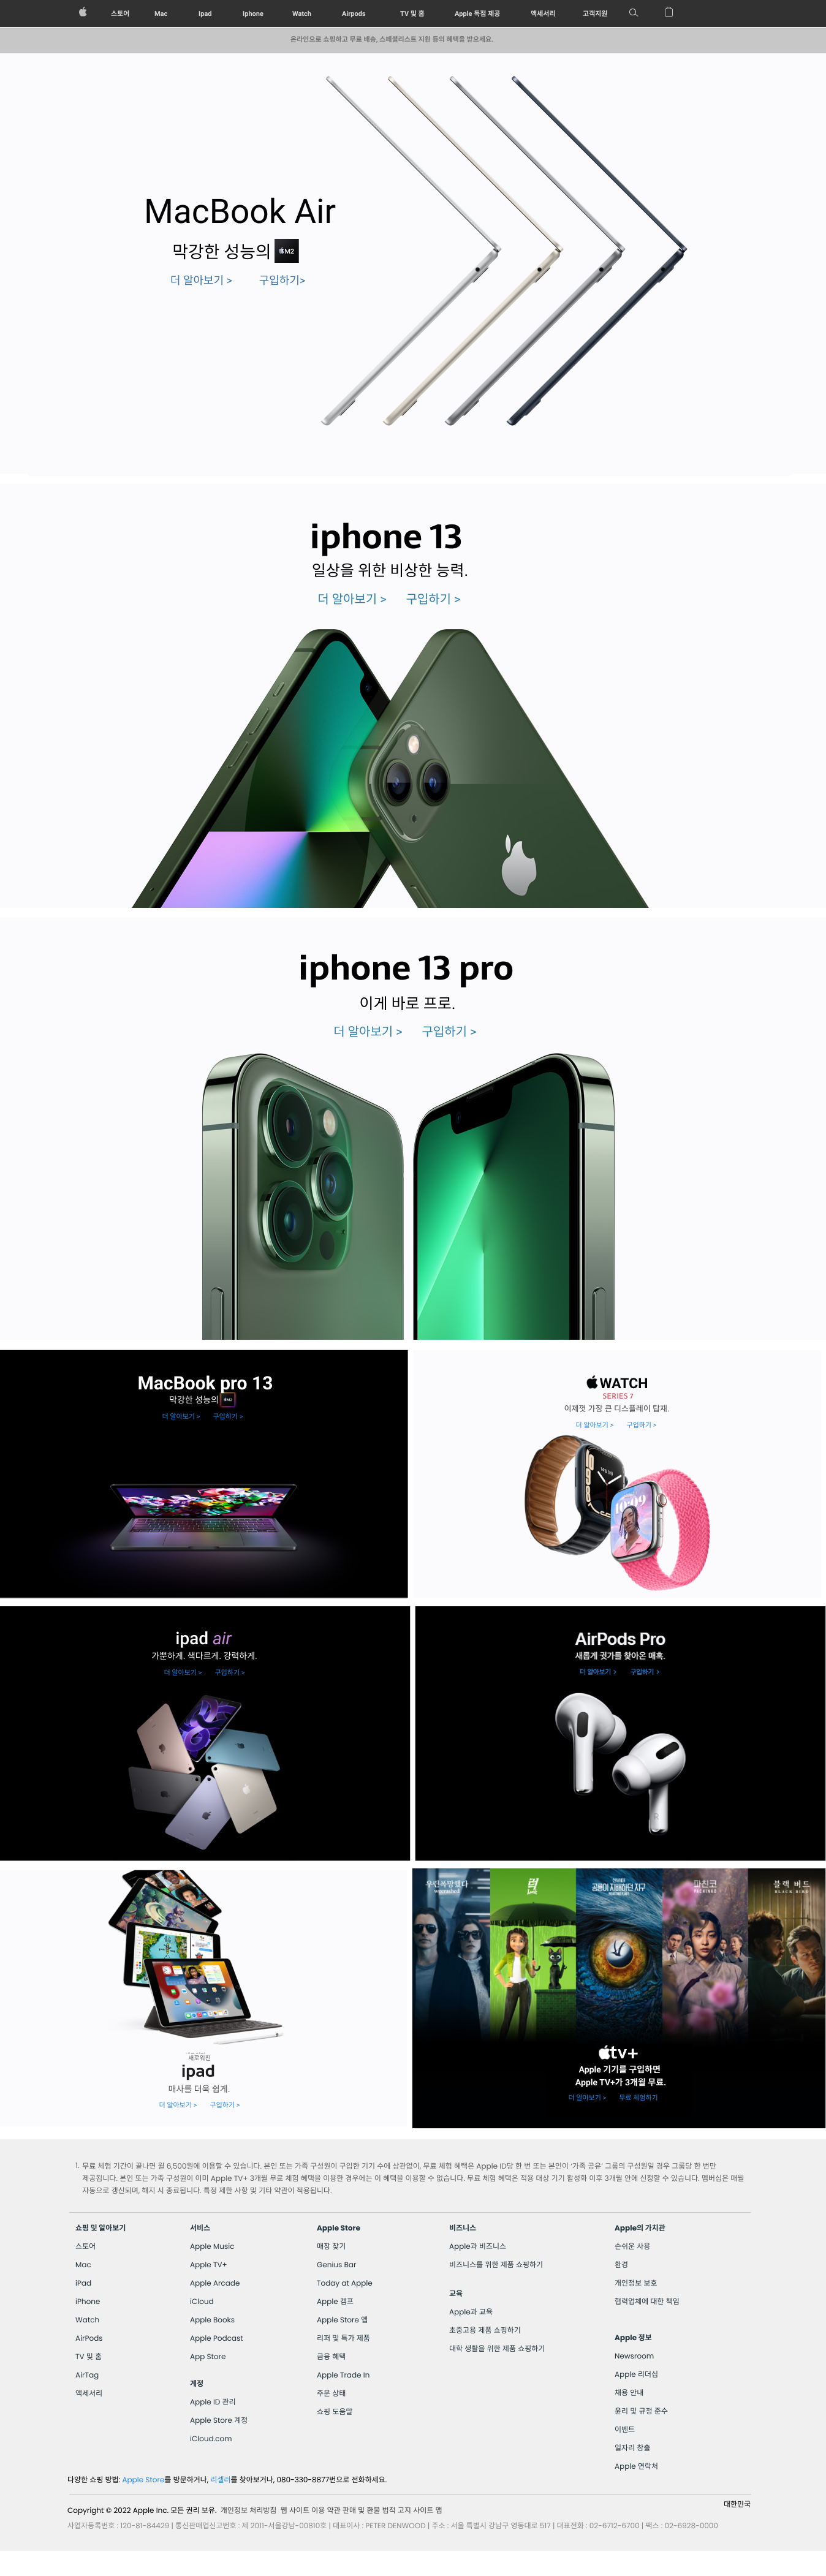 스토어 Mac Ipad Iphone Watch Airpods TV 및 홈 Apple 독점 제공 액세서리 고객지원
온라인으로 쇼핑하고 무료 배송, 스페셜리스트 지원 등의 혜택을 받으세요.
MacBook Air
막강한 성능의 M2
더 알아보기 > 구입하기>
iphone 13
일상을 위한 비상한 능력.
더 알아보기 > 구입하기 >
iphone 13 pro
이게 바로 프로.
더 알아보기 > 구입하기 >
MacBook pro 13
막강한 성능의
더 알아보기 > 구입하기 >
WATCH
SERIES 7
이제껏 가장 큰 디스플레이 탑재.
더 알아보기 > 구입하기 >
10:09
ipad air
가뿐하게. 색다르게. 강력하게.
더 알아보기 > 구입하기 >
AirPods Pro
새롭게 귓가를 찾아온 매혹.
더 알아보기 > 구입하기 >
새로워진
ipad
매사를 더욱 쉽게.
더 알아보기 > 구입하기 >
우린폭망했다 럭 공룡이 지배하던 지구 파친코 블랙 버드
PACHINKO BLACK BIRD
tv+
Apple 기기를 구입하면
Apple TV+가 3개월 무료.
더 알아보기 > 무료 체험하기
1. 무료 체험 기간이 끝나면 월 6,500원에 이용할 수 있습니다. 본인 또는 가족 구성원이 구입한 기기 수에 상관없이, 무료 체험 혜택은 Apple ID당 한 번 또는 본인이 '가족 공유' 그룹의 구성원일 경우 그룹당 한 번만
제공됩니다. 본인 또는 가족 구성원이 이미 Apple TV+ 3개월 무료 체험 혜택을 이용한 경우에는 이 혜택을 이용할 수 없습니다. 무료 체험 혜택은 적용 대상 기기 활성화 이후 3개월 안에 신청할 수 있습니다. 멤버십은 매월
자동으로 갱신되며, 해지 시 종료됩니다. 특정 제한 사항 및 기타 약관이 적용됩니다.
쇼핑 및 알아보기
스토어
Mac
iPad
iPhone
Watch
AirPods
TV 및 홈
AirTag
액세서리
서비스
Apple Music
Apple TV+
Apple Arcade
iCloud
Apple Books
Apple Podcast
App Store
계정
Apple ID 관리
Apple Store 계정
iCloud.com
Apple Store
매장 찾기
Genius Bar
Today at Apple
Apple 캠프
Apple Store 앱
리퍼 및 특가 제품
금융 혜택
Apple Trade In
주문 상태
쇼핑 도움말
비즈니스
Apple과 비즈니스
비즈니스를 위한 제품 쇼핑하기
교육
Apple과 교육
초중고용 제품 쇼핑하기
대학 생활을 위한 제품 쇼핑하기
Apple의 가치관
손쉬운 사용
환경
개인정보 보호
협력업체에 대한 책임
Apple 정보
Newsroom
Apple 리더십
채용 안내
윤리 및 규정 준수
이벤트
일자리 창출
Apple 연락처
다양한 쇼핑 방법: Apple Store를 방문하거나, 리셀러를 찾아보거나, 080-330-8877번으로 전화하세요.
대한민국
Copyright © 2022 Apple Inc. 모든 권리 보유. 개인정보 처리방침 웹 사이트 이용 약관 판매 및 환불 법적 고지 사이트 맵
사업자등록번호 : 120-81-84429 | 통신판매업신고번호 : 제 2011-서울강남-00810호 | 대표이사 : PETER DENWOOD | 주소 : 서울 특별시 강남구 영동대로 517 | 대표전화 : 02-6712-6700 | 팩스 : 02-6928-0000